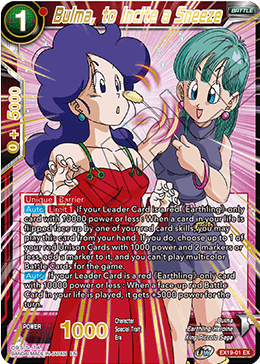 1
Bulma, to Incite a Sneeze
BATTLE
0 + 5000
Unique Barrier
Auto Limit 1 If your Leader Card is a red «Earthling»-only
card with 10000 power or less: When a card in your life is
flipped face up by one of your red card skills, you may
play this card from your hand. If you do, choose up to 1 of
your red Unison Cards with 1000 power and 2 markers or
less, add a marker to it, and you can't play multicolor
Battle Cards for the game.
Auto If your Leader Card is a red «Earthling»-only card
with 10000 power or less: When a face-up red Battle
Card in your life is played, it gets +5000 power for the
turn.
POWER
1000
Character
Special Trait
Era
Bulma
Earthling Heroine
King Piccolo Saga
EX19-01 EX